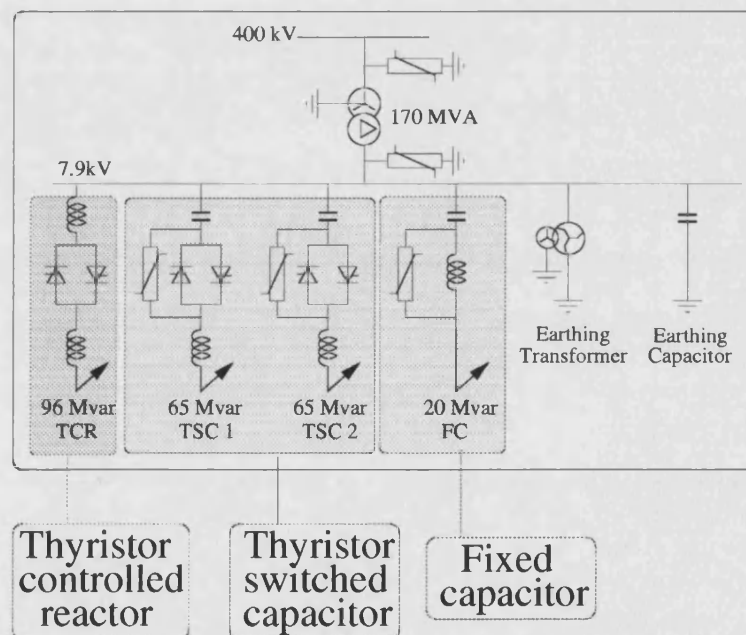 400 kV
170 MVA
7.9kV
Earthing
Transformer
Earthing
Capacitor
96 Mvar
TCR
65 Mvar
TSC 1
65 Mvar
TSC 2
20 Mvar
FC
Thyristor
controlled
reactor
Thyristor
switched
capacitor
Fixed
capacitor